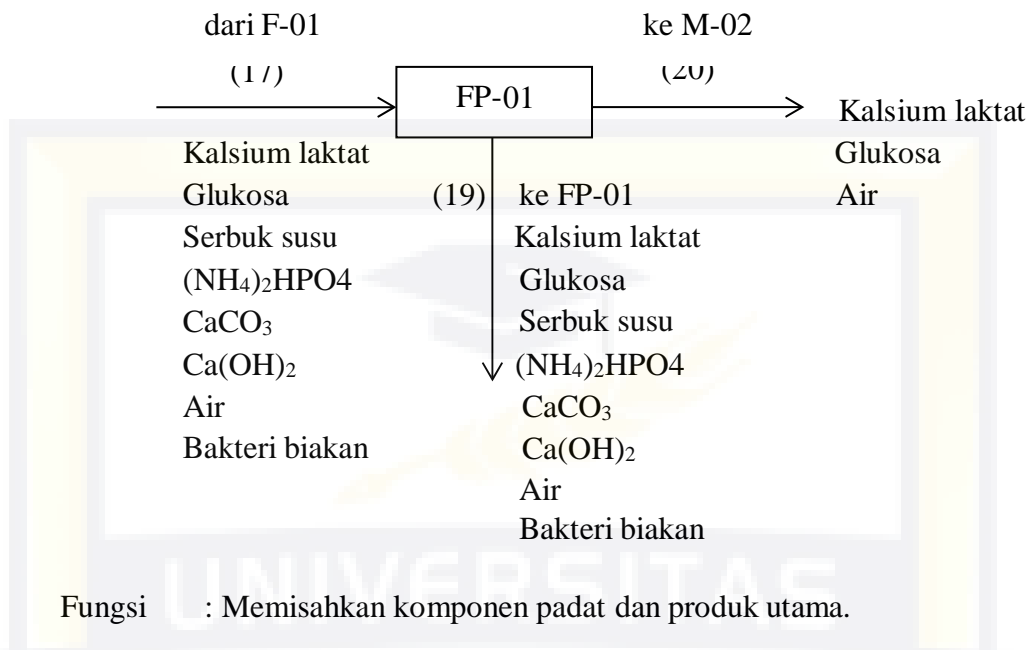 dari F-01 ke M-02
(17) FP-01 (20)
Kalsium laktat
Glukosa
Air
Kalsium laktat
Glukosa
Serbuk susu
(NH₄)₂HPO4
CaCO₃
Ca(OH)₂
Air
Bakteri biakan
(19) ke FP-01
Kalsium laktat
Glukosa
Serbuk susu
(NH₄)₂HPO4
CaCO₃
Ca(OH)₂
Air
Bakteri biakan
UNIVERSITAS
Fungsi : Memisahkan komponen padat dan produk utama.